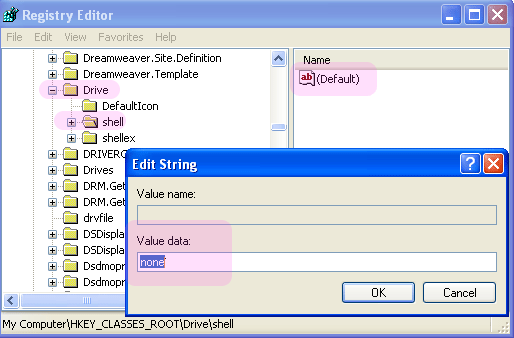 Registry Editor
File Edit View Favorites Help
Dreamweaver.Site.Definition
Dreamweaver.Template
Drive
DefaultIcon
shell
shellex
DRIVERC
Drives
DRM.Get
DRM.Get
drvfile
DSDispla
DSDispla
Dsdmopr
dsdmopr
Name
ab (Default)
Edit String
Value name:
Value data:
none
OK Cancel
My Computer\HKEY_CLASSES_ROOT\Drive\shell